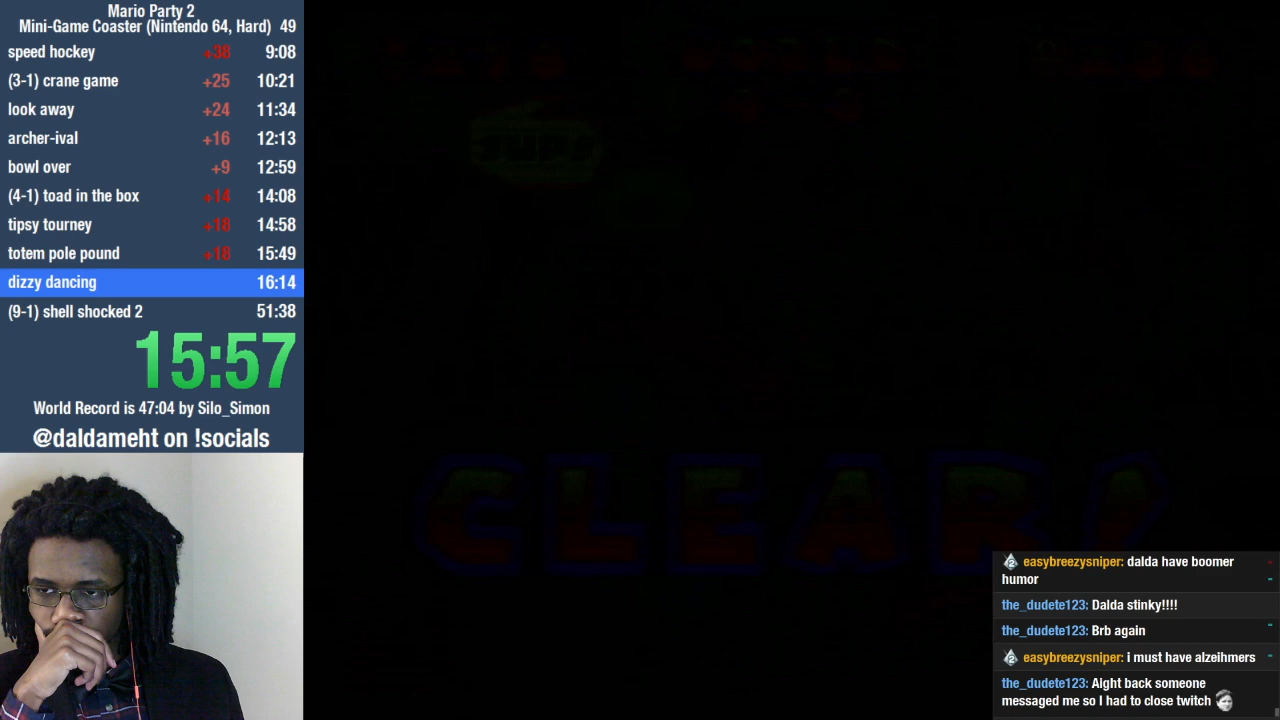 Mario Party 2
Mini-Game Coaster (Nintendo 64, Hard) 49
speed hockey +38 9:08
(3-1) crane game +25 10:21
look away +24 11:34
archer-ival +16 12:13
bowl over +9 12:59
(4-1) toad in the box +14 14:08
tipsy tourney +18 14:58
totem pole pound +18 15:49
dizzy dancing 16:14
(9-1) shell shocked 2 51:38
15:57
World Record is 47:04 by Silo_Simon
@daldameht on !socials
CLEAR!
easybreezysniper: dalda have boomer
humor
the_dudete123: Dalda stinky!!!!
the_dudete123: Brb again
easybreezysniper: i must have alzeihmers
the_dudete123: Aight back someone
messaged me so I had to close twitch